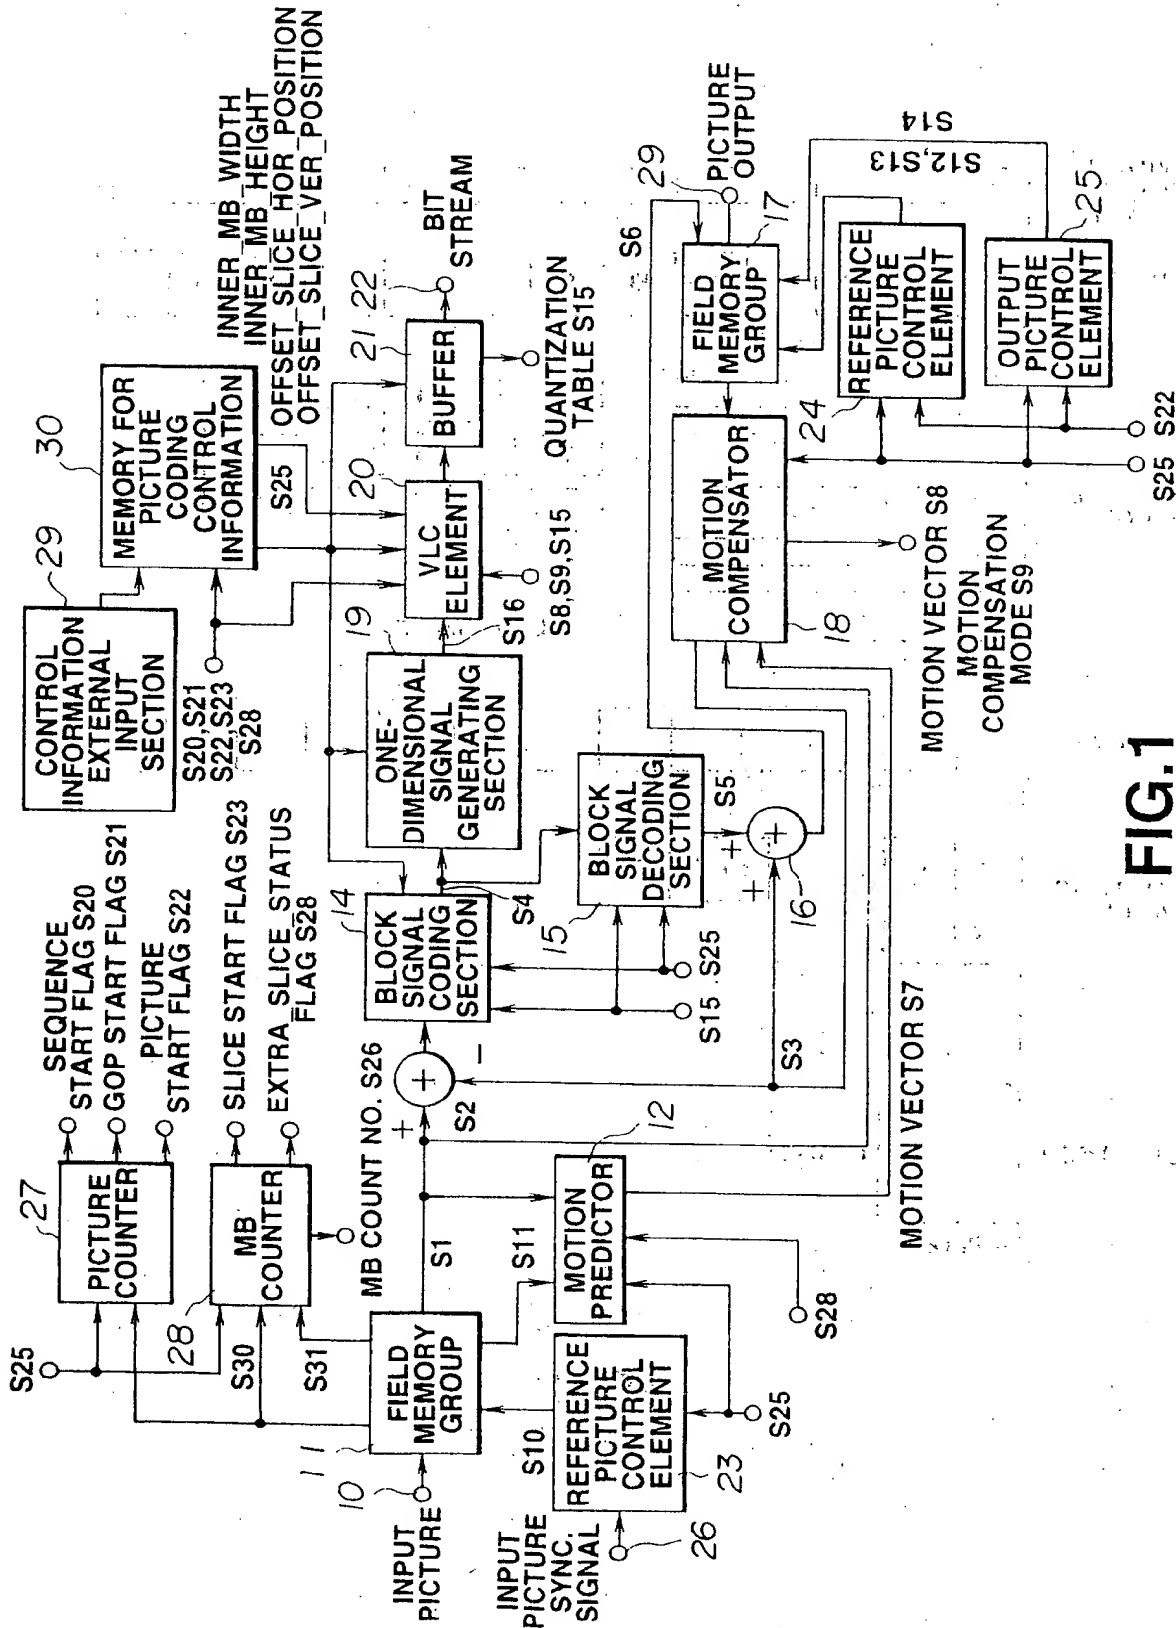 SEQUENCE
START FLAG S20
GOP START FLAG S21
PICTURE
START FLAG S22
27
PICTURE
COUNTER
S25
SLICE START FLAG S23
EXTRA_SLICE_STATUS
FLAG S28
28
MB
COUNTER
S30
S31
MB COUNT NO. S26
CONTROL
INFORMATION
EXTERNAL
INPUT
SECTION
29
S20,S21
S22,S23
S28
30
MEMORY FOR
PICTURE
CODING
CONTROL
INFORMATION
S25
INNER_MB_WIDTH
INNER_MB_HEIGHT
OFFSET_SLICE_HOR_POSITION
OFFSET_SLICE_VER_POSITION
INPUT
PICTURE
10
11
FIELD
MEMORY
GROUP
S1
+
+
−
S2
14
BLOCK
SIGNAL
CODING
SECTION
S4
19
ONE-
DIMENSIONAL
SIGNAL
GENERATING
SECTION
S16
20
VLC
ELEMENT
S8,S9.S15
21
BUFFER
22
BIT
STREAM
QUANTIZATION
TABLE S15
S15
S25
15
BLOCK
SIGNAL
DECODING
SECTION
S5
+
+
+
16
S3
S6
INPUT
PICTURE
SYNC.
SIGNAL
26
S10
REFERENCE
PICTURE
CONTROL
ELEMENT
23
S25
S11
MOTION
PREDICTOR
12
S28
MOTION VECTOR S7
MOTION
COMPENSATOR
18
MOTION VECTOR S8
MOTION
COMPENSATION
MODE S9
FIELD
MEMORY
GROUP
17
29
PICTURE
OUTPUT
24
REFERENCE
PICTURE
CONTROL
ELEMENT
S12,S13
S14
OUTPUT
PICTURE
CONTROL
ELEMENT
25
S25
S22
FIG.1